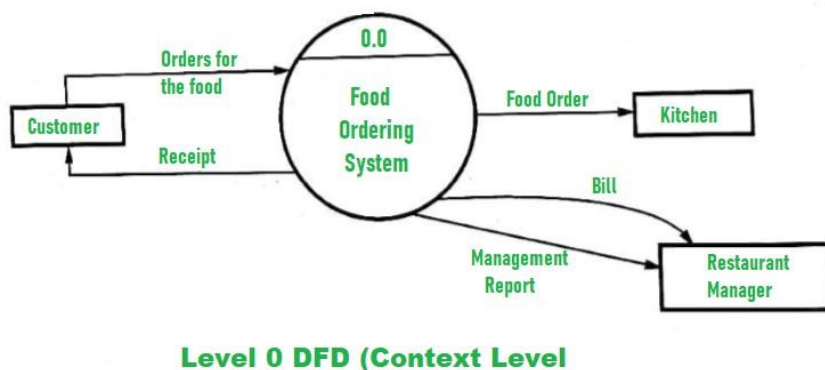 0.0
Orders for
the food
Food
Ordering
System
Food Order
Kitchen
Customer
Receipt
Bill
Management
Report
Restaurant
Manager
Level 0 DFD (Context Level